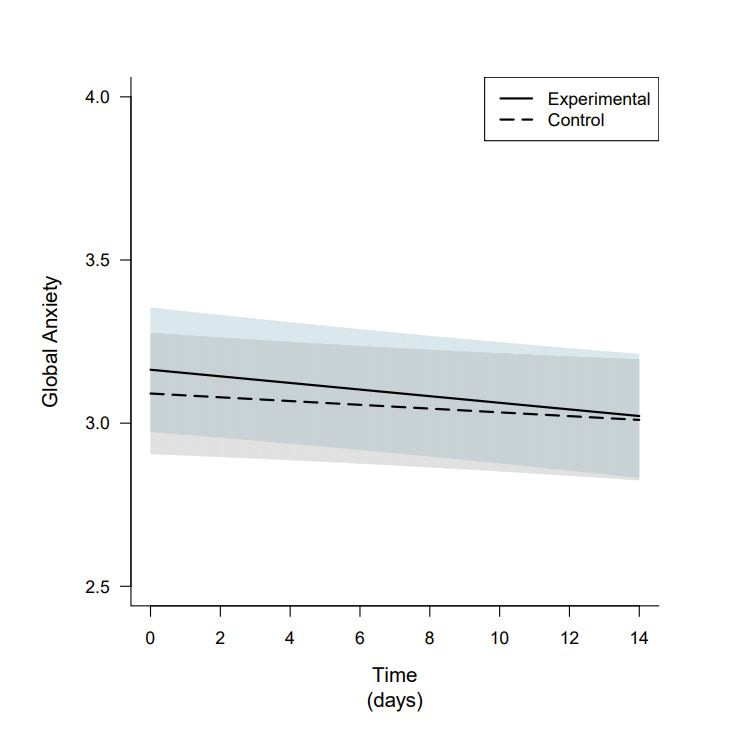 Experimental
Control
4.0
3.5
3.0
2.5
Global Anxiety
0 2 4 6 8 10 12 14
Time
(days)